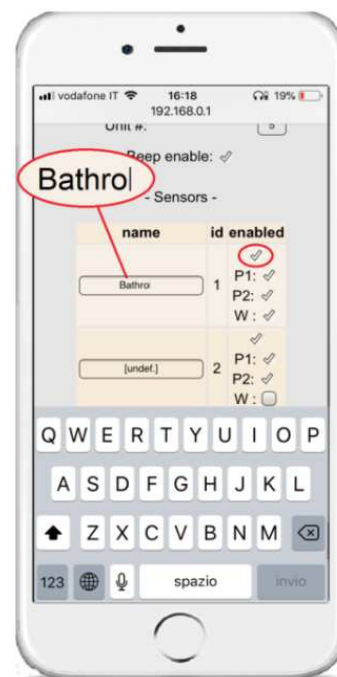 vodafone IT 16:18 19%
192.168.0.1
Unit #: 5
Beep enable:
Bathro
- Sensors -
name id enabled
Bathro 1
P1:
P2:
W :
[undef.] 2
P1:
P2:
W :
Q W E R T Y U I O P
A S D F G H J K L
Z X C V B N M
123 spazio invio